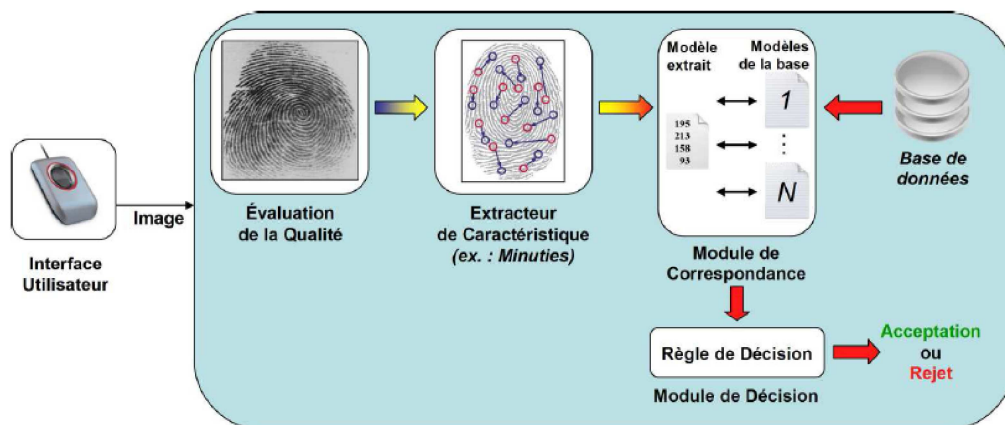 Interface
Utilisateur
Image
Évaluation
de la Qualité
Extracteur
de Caractéristique
(ex. : Minuties)
Modèle
extrait
Modèles
de la base
195
213
158
93
1
⋮
N
Module de
Correspondance
Base de
données
Règle de Décision
Module de Décision
Acceptation
ou
Rejet